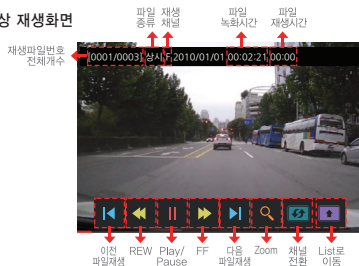 상 재생화면
파일 종류
재생 채널
파일 녹화시간
파일 재생시간
재생파일번호
전체개수
[0001/0003] 상시 F 2010/01/01 00:02:21 00:00
이전 파일재생
REW
Play/ Pause
FF
다음 파일재생
Zoom
채널 전환
List로 이동